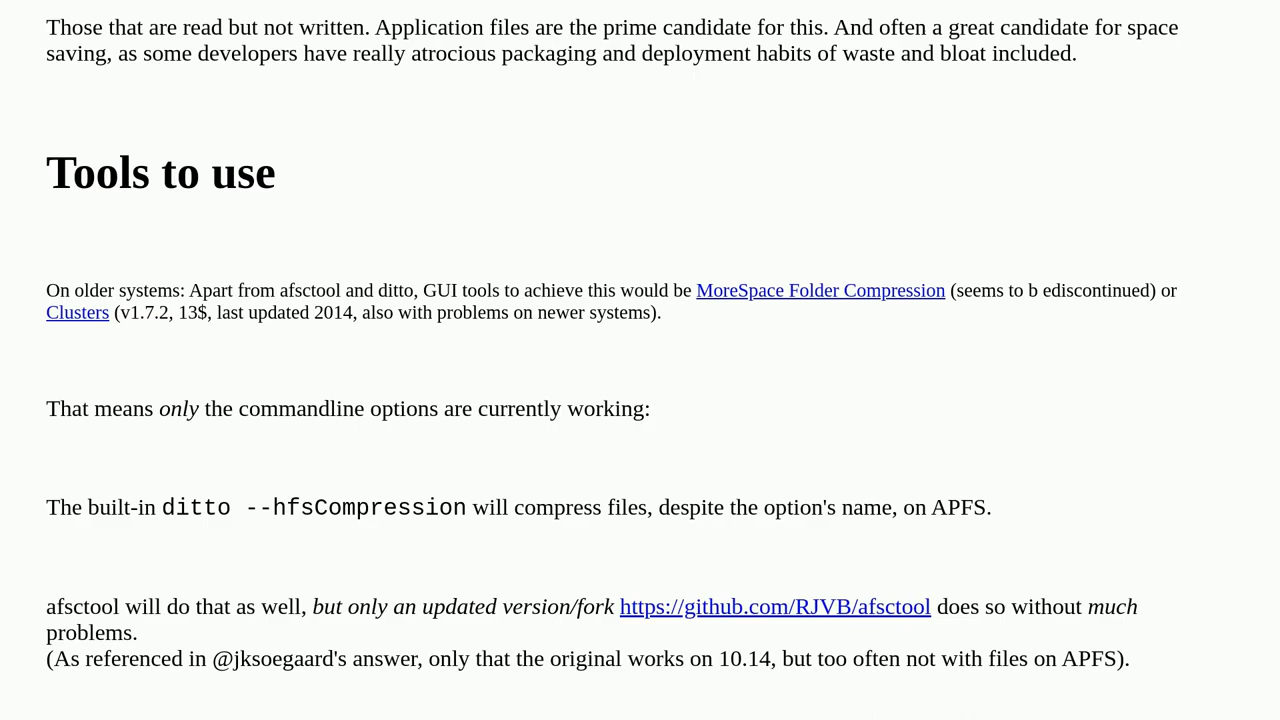 Those that are read but not written. Application files are the prime candidate for this. And often a great candidate for space
saving, as some developers have really atrocious packaging and deployment habits of waste and bloat included.
Tools to use
On older systems: Apart from afsctool and ditto, GUI tools to achieve this would be MoreSpace Folder Compression (seems to b ediscontinued) or
Clusters (v1.7.2, 13$, last updated 2014, also with problems on newer systems).
That means only the commandline options are currently working:
The built-in ditto --hfsCompression will compress files, despite the option's name, on APFS.
afsctool will do that as well, but only an updated version/fork https://github.com/RJVB/afsctool does so without much
problems.
(As referenced in @jksoegaard's answer, only that the original works on 10.14, but too often not with files on APFS).